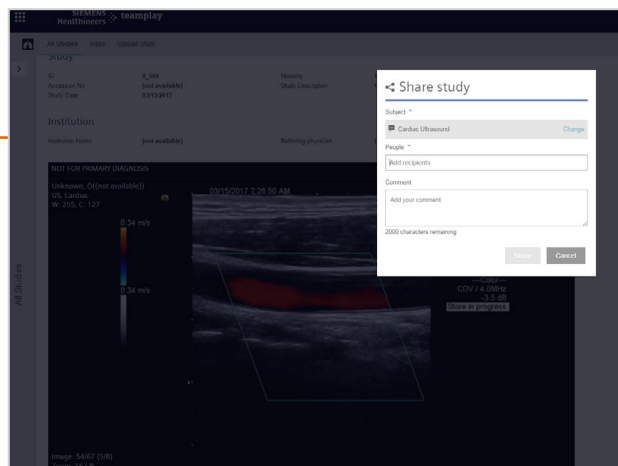 SIEMENS
Healthineers
teamplay
All Studies Inbox Upload Study
Study
ID 0_369 Modality
Accession No (not available) Study Description
Study Date 03/15/2017
Institution
Institution Name (not available) Referring physician
NOT FOR PRIMARY DIAGNOSIS
Unknown, O((not available))
US, Cardiac
W: 255, C: 127
03/15/2017 7:26:50 AM
0.34 m/s
0.34 m/s
All Studies
---Color---
CDV / 4.0MHz
-3.5 dB
Store in progress
Image: 54/67 (5/8)
Share study
Subject *
Cardiac Ultrasound Change
People *
Add recipients
Comment
Add your comment
2000 characters remaining
Share Cancel